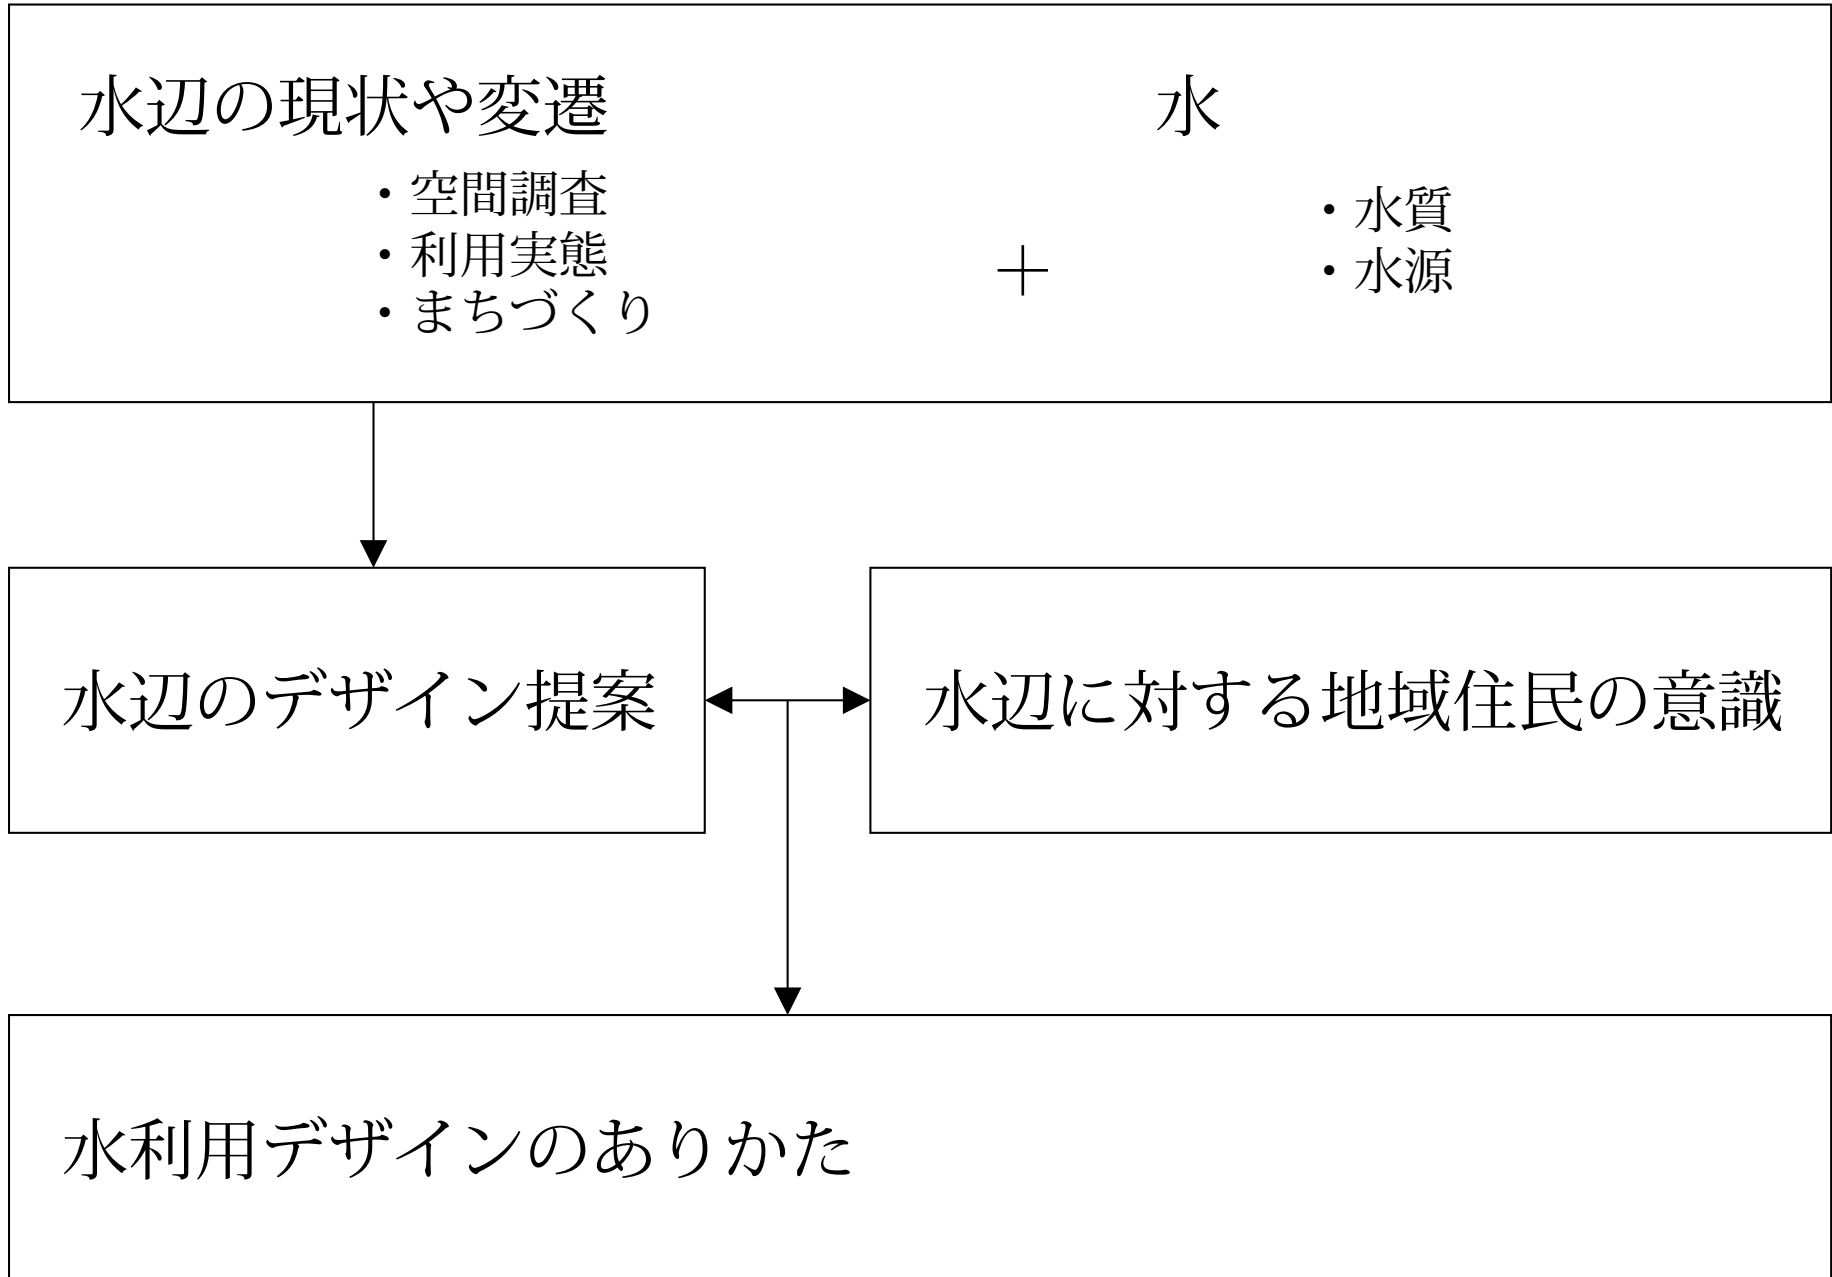 水辺の現状や変遷
・空間調査
・利用実態
・まちづくり
＋
水
・水質
・水源
水辺のデザイン提案
水辺に対する地域住民の意識
水利用デザインのありかた